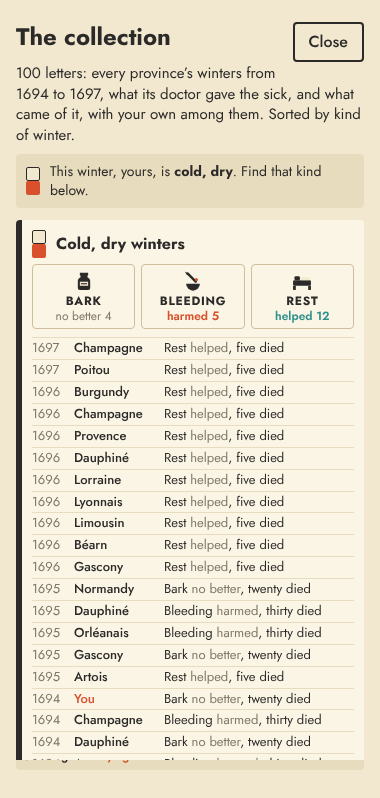 The collection
Close
100 letters: every province’s winters from
1694 to 1697, what its doctor gave the sick, and what
came of it, with your own among them. Sorted by kind
of winter.
This winter, yours, is cold, dry. Find that kind
below.
Cold, dry winters
BARK BLEEDING REST
no better 4 harmed 5 helped 12
1697 Champagne Rest helped, five died
1697 Poitou Rest helped, five died
1696 Burgundy Rest helped, five died
1696 Champagne Rest helped, five died
1696 Provence Rest helped, five died
1696 Dauphiné Rest helped, five died
1696 Lorraine Rest helped, five died
1696 Lyonnais Rest helped, five died
1696 Limousin Rest helped, five died
1696 Béarn Rest helped, five died
1696 Gascony Rest helped, five died
1695 Normandy Bark no better, twenty died
1695 Dauphiné Bleeding harmed, thirty died
1695 Orléanais Bleeding harmed, thirty died
1695 Gascony Bark no better, twenty died
1695 Artois Rest helped, five died
1694 You Bark no better, twenty died
1694 Champagne Bleeding harmed, thirty died
1694 Dauphiné Bark no better, twenty died